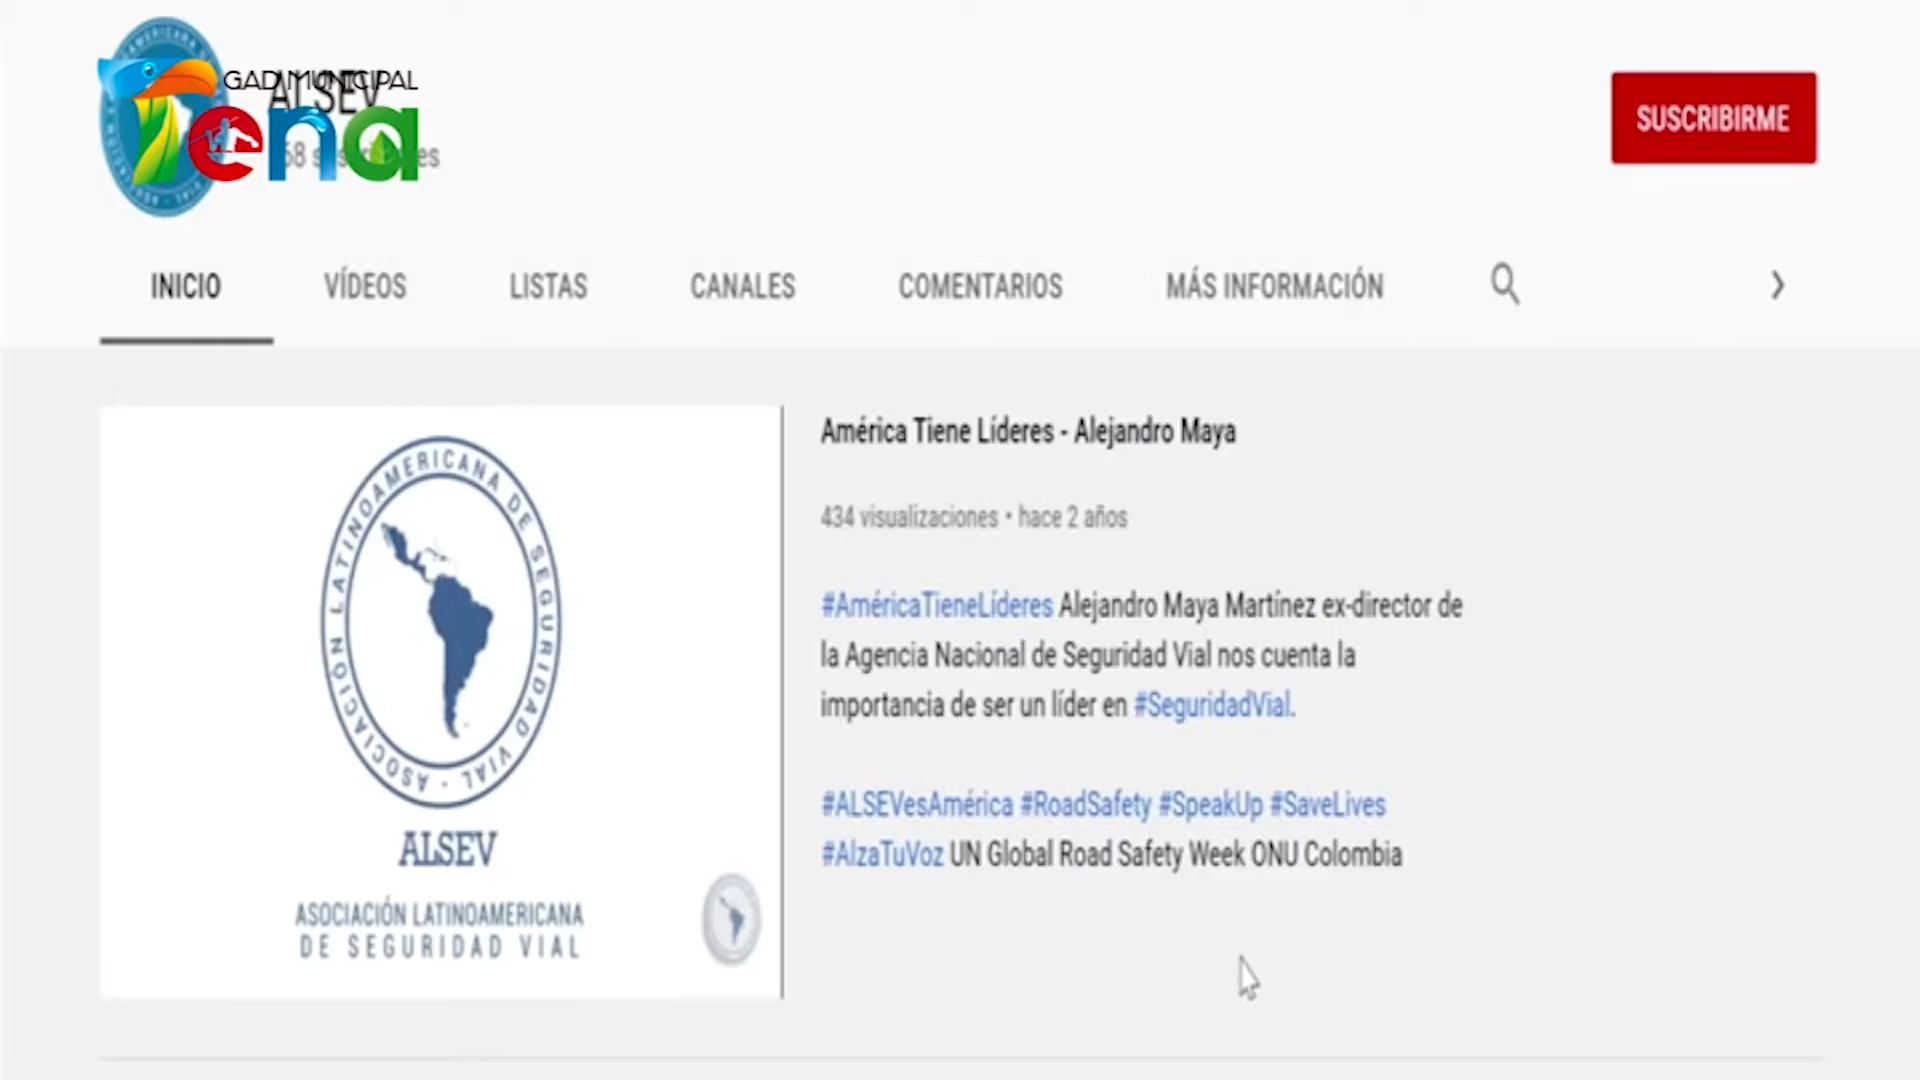 GAD MUNICIPAL
Tena
ALSEV
SUSCRIBIRME
INICIO
VÍDEOS
LISTAS
CANALES
COMENTARIOS
MÁS INFORMACIÓN
ASOCIACIÓN LATINOAMERICANA DE SEGURIDAD VIAL -
ALSEV
ASOCIACIÓN LATINOAMERICANA
DE SEGURIDAD VIAL
América Tiene Líderes - Alejandro Maya
434 visualizaciones • hace 2 años
#AméricaTieneLíderes Alejandro Maya Martínez ex-director de
la Agencia Nacional de Seguridad Vial nos cuenta la
importancia de ser un líder en #SeguridadVial.
#ALSEVesAmérica #RoadSafety #SpeakUp #SaveLives
#AlzaTuVoz UN Global Road Safety Week ONU Colombia